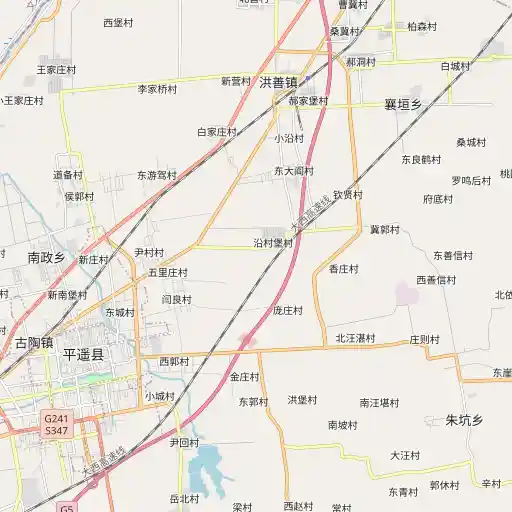 曹冀村
西堡村
柏森村
桑冀村
郝洞村
白城村
王家庄村
新营村
洪善镇
李家桥村
小王家庄村
郝家堡村
襄垣乡
白家庄村
小沿村
桑城村
东良鹤村
道备村
东游驾村
东大阎村
罗鸣后村
侯郭村
钦贤村
府底村
大西高速线
冀郭村
沿村堡村
南政乡
新庄村
尹村村
东善信村
五里庄村
香庄村
西善信村
新南堡村
闫良村
东城村
庞庄村
古陶镇
北汪湛村
庄则村
平遥县
西郭村
金庄村
小城村
东郭村
洪堡村
南汪堪村
G241
S347
南坡村
朱坑乡
尹回村
大西高速线
大汪村
郭休村
辛村
东青村
岳北村
G5
梁村
西赵村
常村